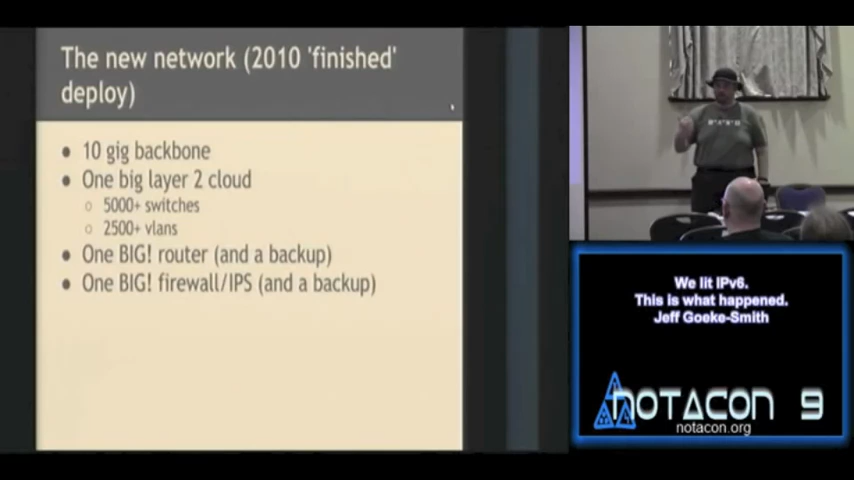 The new network (2010 'finished'
deploy)
10 gig backbone
One big layer 2 cloud
5000+ switches
2500+ vlans
One BIG! router (and a backup)
One BIG! firewall/IPS (and a backup)
We lit IPv6.
This is what happened.
Jeff Goeke-Smith
NOTACON 9
notacon.org